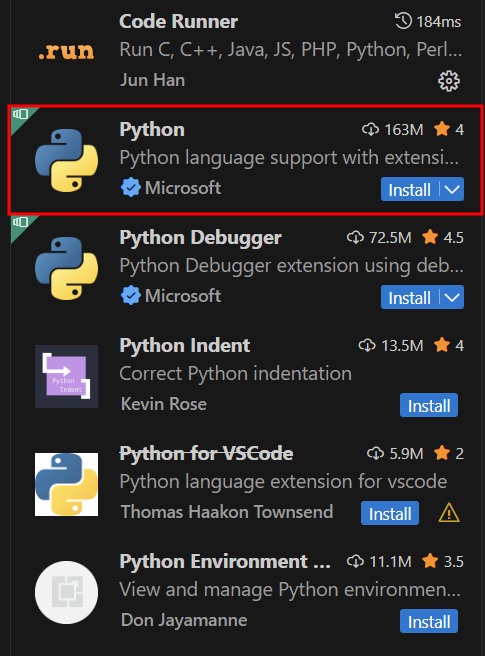 Code Runner 184ms
.run
Run C, C++, Java, JS, PHP, Python, Perl...
Jun Han
Python 163M 4
Python language support with extensi...
Microsoft Install
Python Debugger 72.5M 4.5
Python Debugger extension using deb...
Microsoft Install
Python Indent 13.5M 4
Python
Indent
Correct Python indentation
Kevin Rose Install
Python for VSCode 5.9M 2
Python language extension for vscode
Thomas Haakon Townsend Install
Python Environment ... 11.1M 3.5
View and manage Python environmen...
Don Jayamanne Install